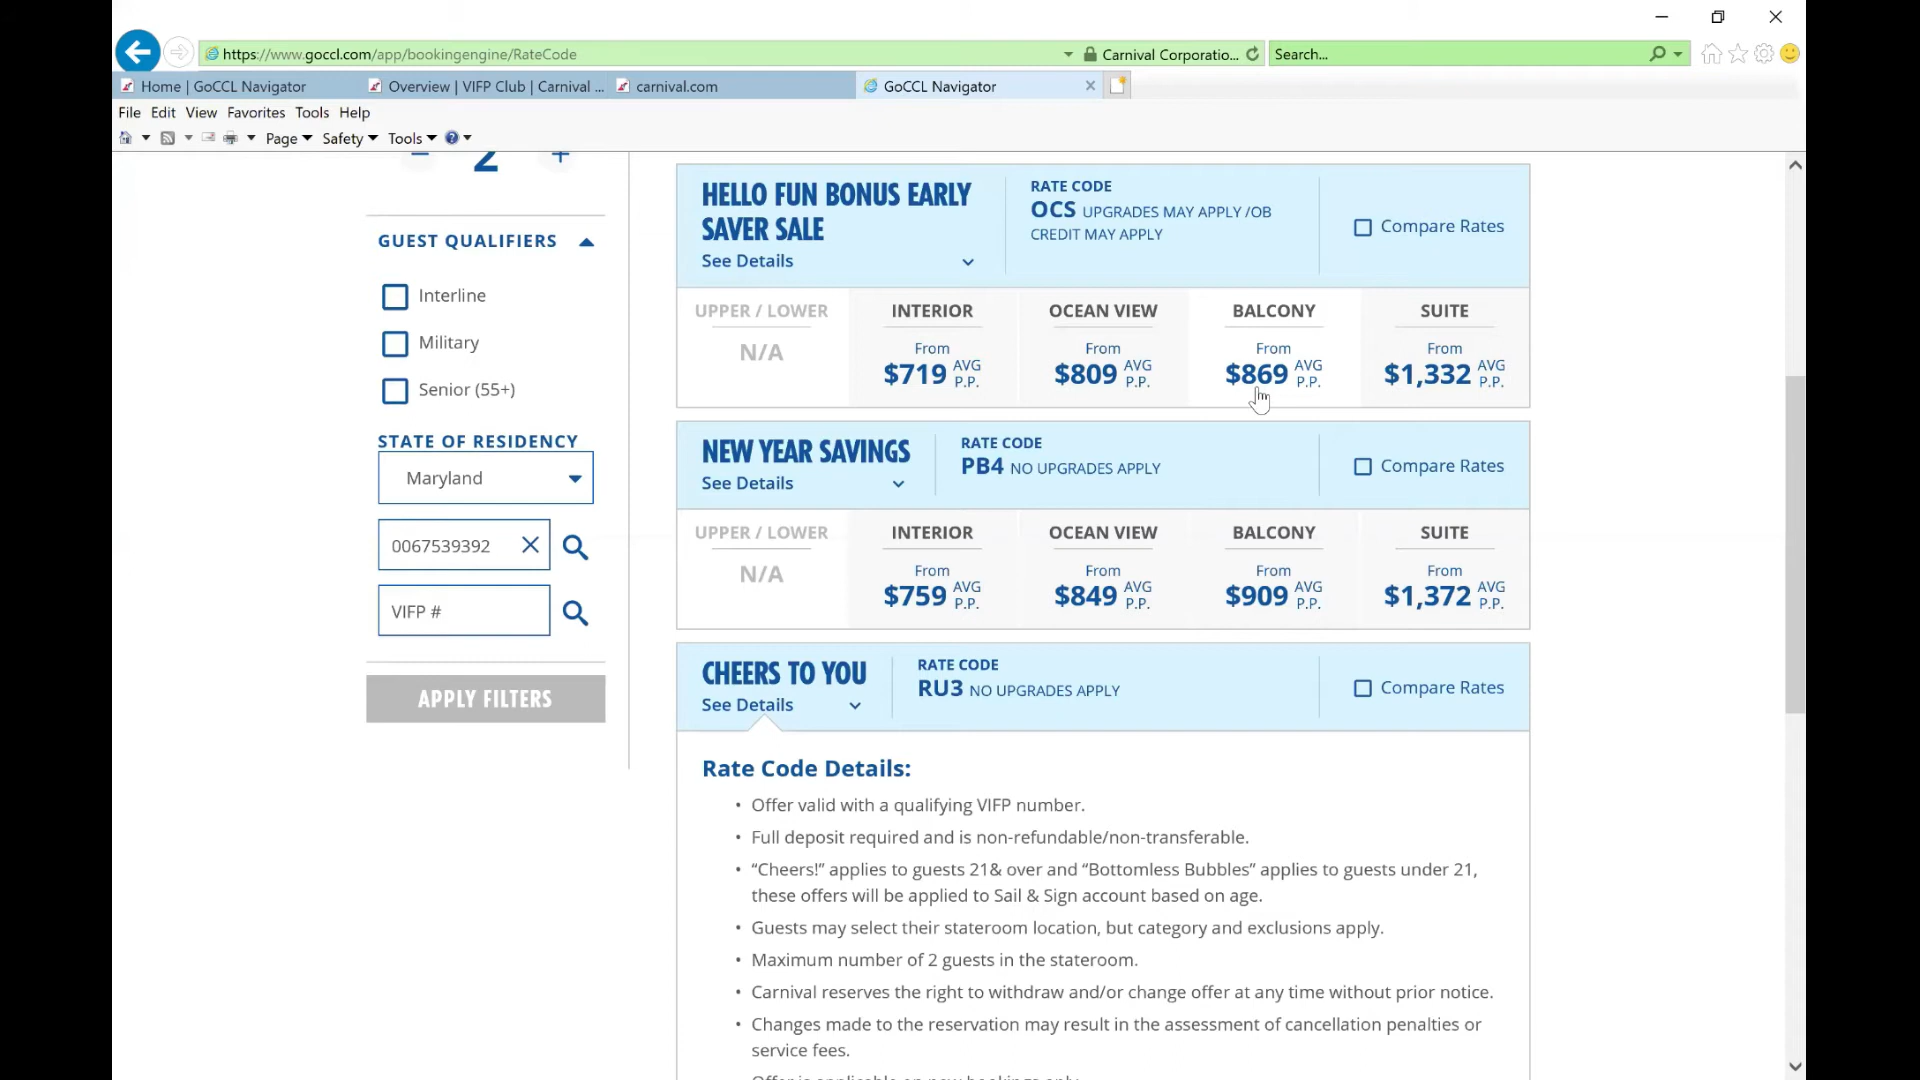 https://www.goccl.com/app/bookingengine/RateCode
Carnival Corporatio...
Search...
Home | GoCCL Navigator
Overview | VIFP Club | Carnival ...
carnival.com
GoCCL Navigator
File Edit View Favorites Tools Help
Page Safety Tools
2
GUEST QUALIFIERS
Interline
Military
Senior (55+)
STATE OF RESIDENCY
Maryland
0067539392
VIFP #
APPLY FILTERS
HELLO FUN BONUS EARLY
SAVER SALE
See Details
RATE CODE
OCS UPGRADES MAY APPLY /OB
CREDIT MAY APPLY
Compare Rates
UPPER / LOWER INTERIOR OCEAN VIEW BALCONY SUITE
N/A From From From From
$719 AVG P.P. $809 AVG P.P. $869 AVG P.P. $1,332 AVG P.P.
NEW YEAR SAVINGS
See Details
RATE CODE
PB4 NO UPGRADES APPLY
Compare Rates
UPPER / LOWER INTERIOR OCEAN VIEW BALCONY SUITE
N/A From From From From
$759 AVG P.P. $849 AVG P.P. $909 AVG P.P. $1,372 AVG P.P.
CHEERS TO YOU
See Details
RATE CODE
RU3 NO UPGRADES APPLY
Compare Rates
Rate Code Details:
• Offer valid with a qualifying VIFP number.
• Full deposit required and is non-refundable/non-transferable.
• “Cheers!” applies to guests 21& over and “Bottomless Bubbles” applies to guests under 21,
these offers will be applied to Sail & Sign account based on age.
• Guests may select their stateroom location, but category and exclusions apply.
• Maximum number of 2 guests in the stateroom.
• Carnival reserves the right to withdraw and/or change offer at any time without prior notice.
• Changes made to the reservation may result in the assessment of cancellation penalties or
service fees.